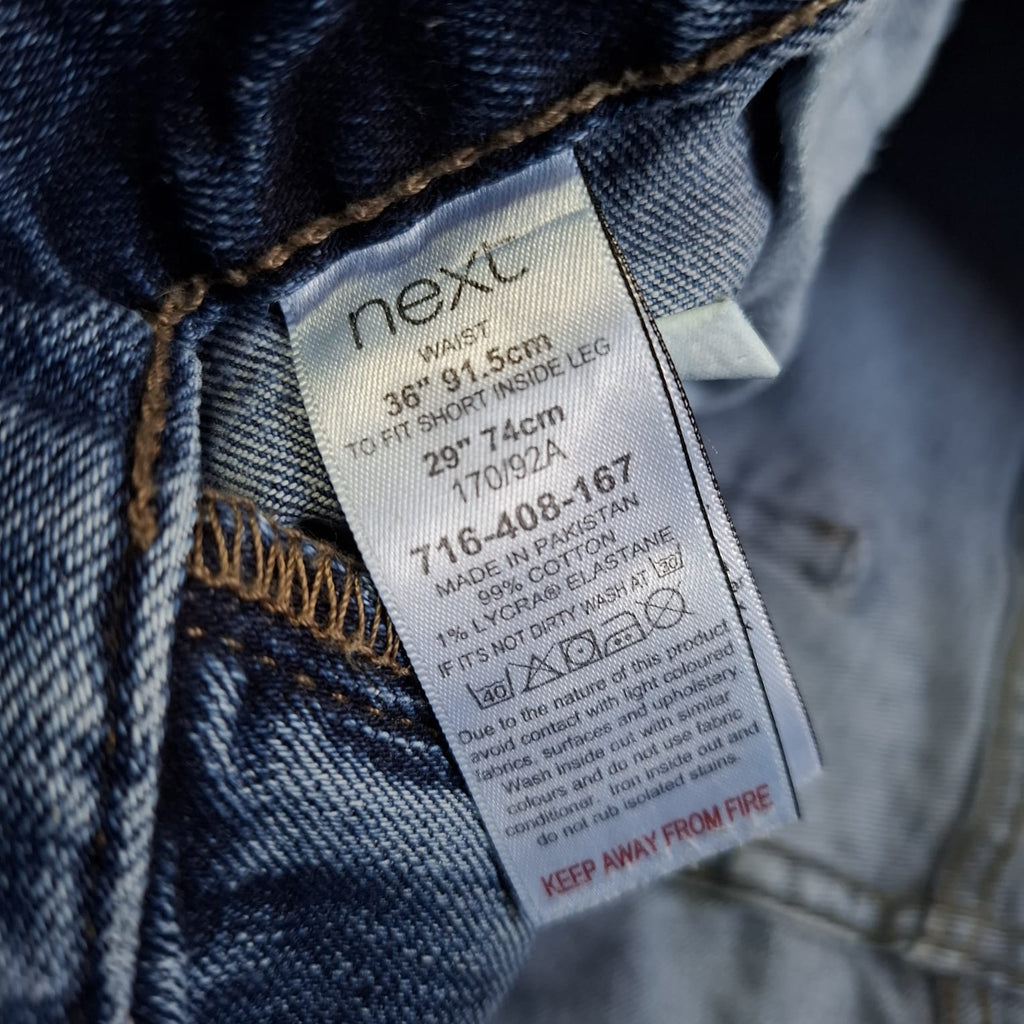 next
WAIST
36" 91.5cm
TO FIT SHORT INSIDE LEG
29" 74cm
170/92A
716-408-167
MADE IN PAKISTAN
99% COTTON
1% LYCRA® ELASTANE
IF IT'S NOT DIRTY WASH AT 30
40
Due to the nature of this product
avoid contact with light coloured
fabrics, surfaces and upholstery.
Wash inside out with similar
colours and do not use fabric
conditioner. Iron inside out and
do not rub isolated stains.
KEEP AWAY FROM FIRE